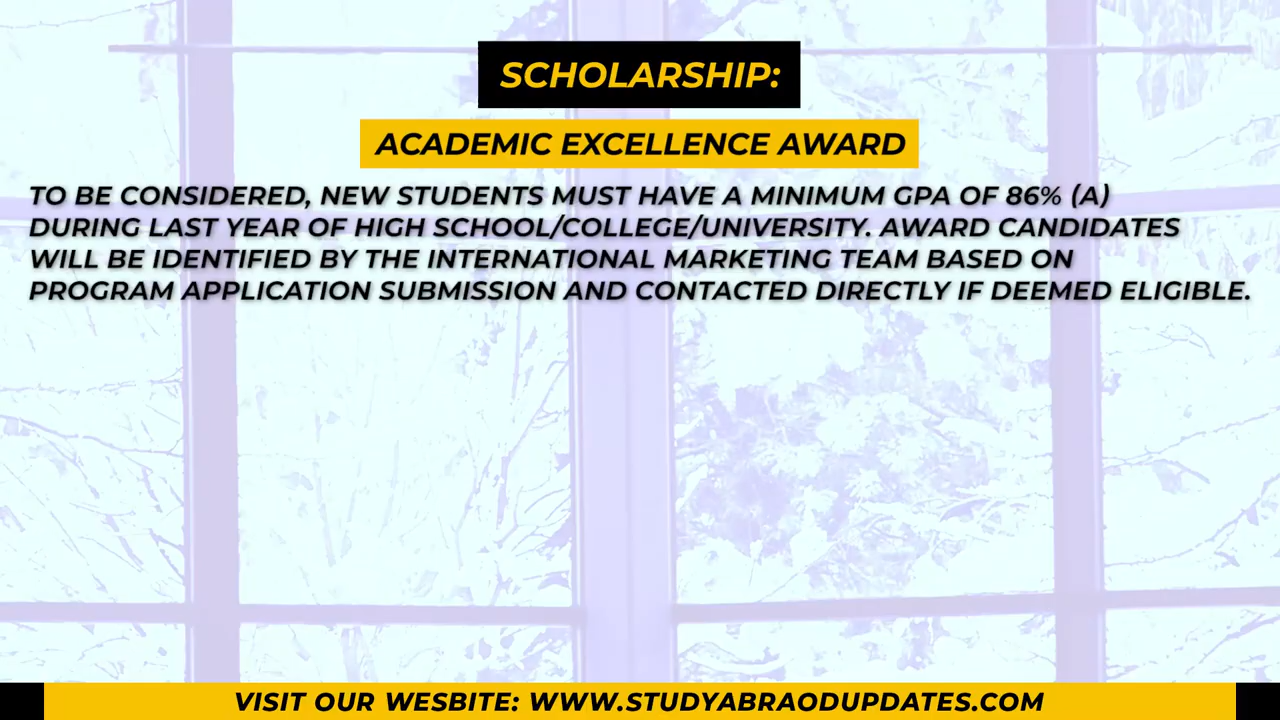 SCHOLARSHIP:
ACADEMIC EXCELLENCE AWARD
TO BE CONSIDERED, NEW STUDENTS MUST HAVE A MINIMUM GPA OF 86% (A)
DURING LAST YEAR OF HIGH SCHOOL/COLLEGE/UNIVERSITY. AWARD CANDIDATES
WILL BE IDENTIFIED BY THE INTERNATIONAL MARKETING TEAM BASED ON
PROGRAM APPLICATION SUBMISSION AND CONTACTED DIRECTLY IF DEEMED ELIGIBLE.
VISIT OUR WESBITE: WWW.STUDYABRAODUPDATES.COM